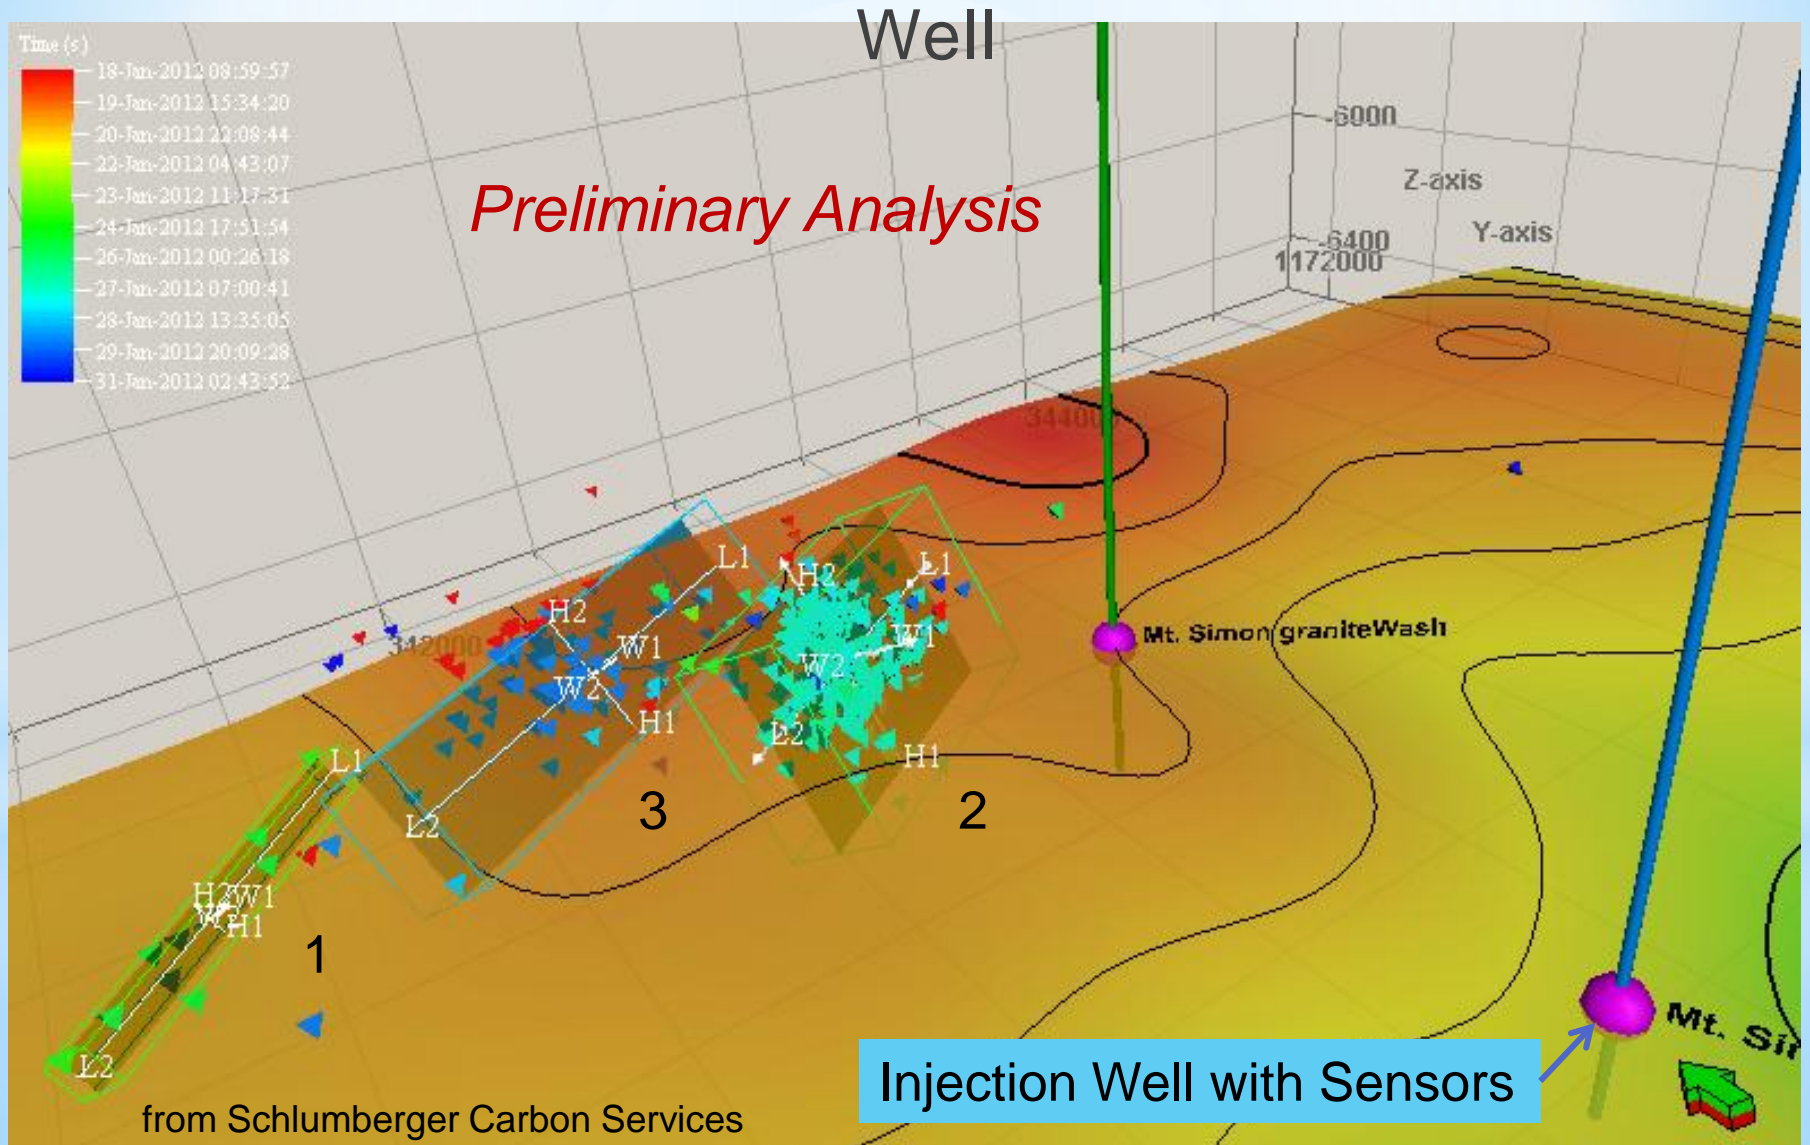 Well
Time (s)
18-Jan-2012 08:59:57
19-Jan-2012 15:34:20
20-Jan-2012 22:08:44
22-Jan-2012 04:43:07
23-Jan-2012 11:17:31
24-Jan-2012 17:51:54
26-Jan-2012 00:26:18
27-Jan-2012 07:00:41
28-Jan-2012 13:35:05
29-Jan-2012 20:09:28
31-Jan-2012 02:43:52
Preliminary Analysis
-6000
Z-axis
Y-axis
-6400
1172000
344000
342000
L1
H2
W1
W2
H1
L2
3
H2
L1
W1
W2
L2
H1
2
Mt. Simon graniteWash
L1
H2
W1
H1
L2
1
Mt. Sir
Injection Well with Sensors
from Schlumberger Carbon Services